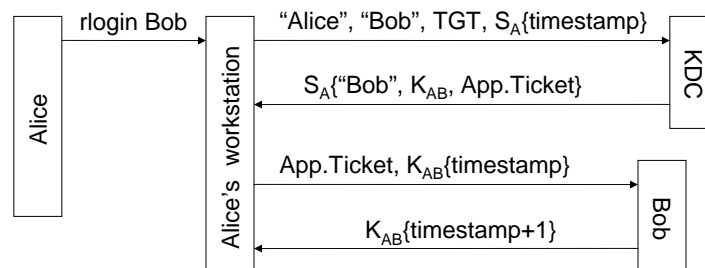 Alice
rlogin Bob
Alice's workstation
“Alice”, “Bob”, TGT, S_A{timestamp}
KDC
S_A{“Bob”, K_AB, App.Ticket}
App.Ticket, K_AB{timestamp}
Bob
K_AB{timestamp+1}